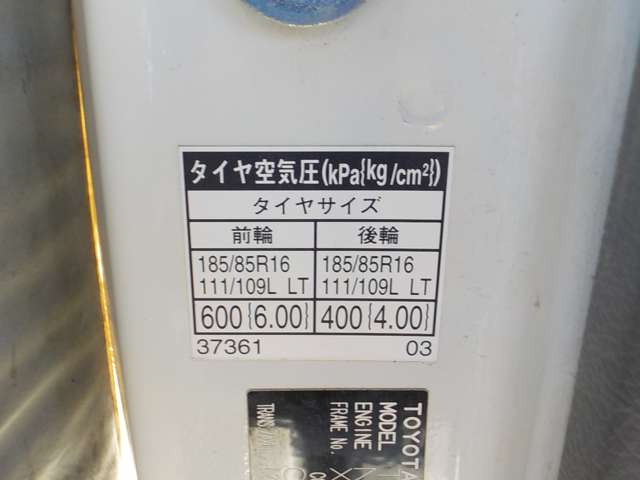 タイヤ空気圧(kPa{kg/cm²})
タイヤサイズ
前輪 後輪
185/85R16 185/85R16
111/109L LT 111/109L LT
600{6.00} 400{4.00}
37361 03
TOYOTA
MODEL
ENGINE
FRAME No.